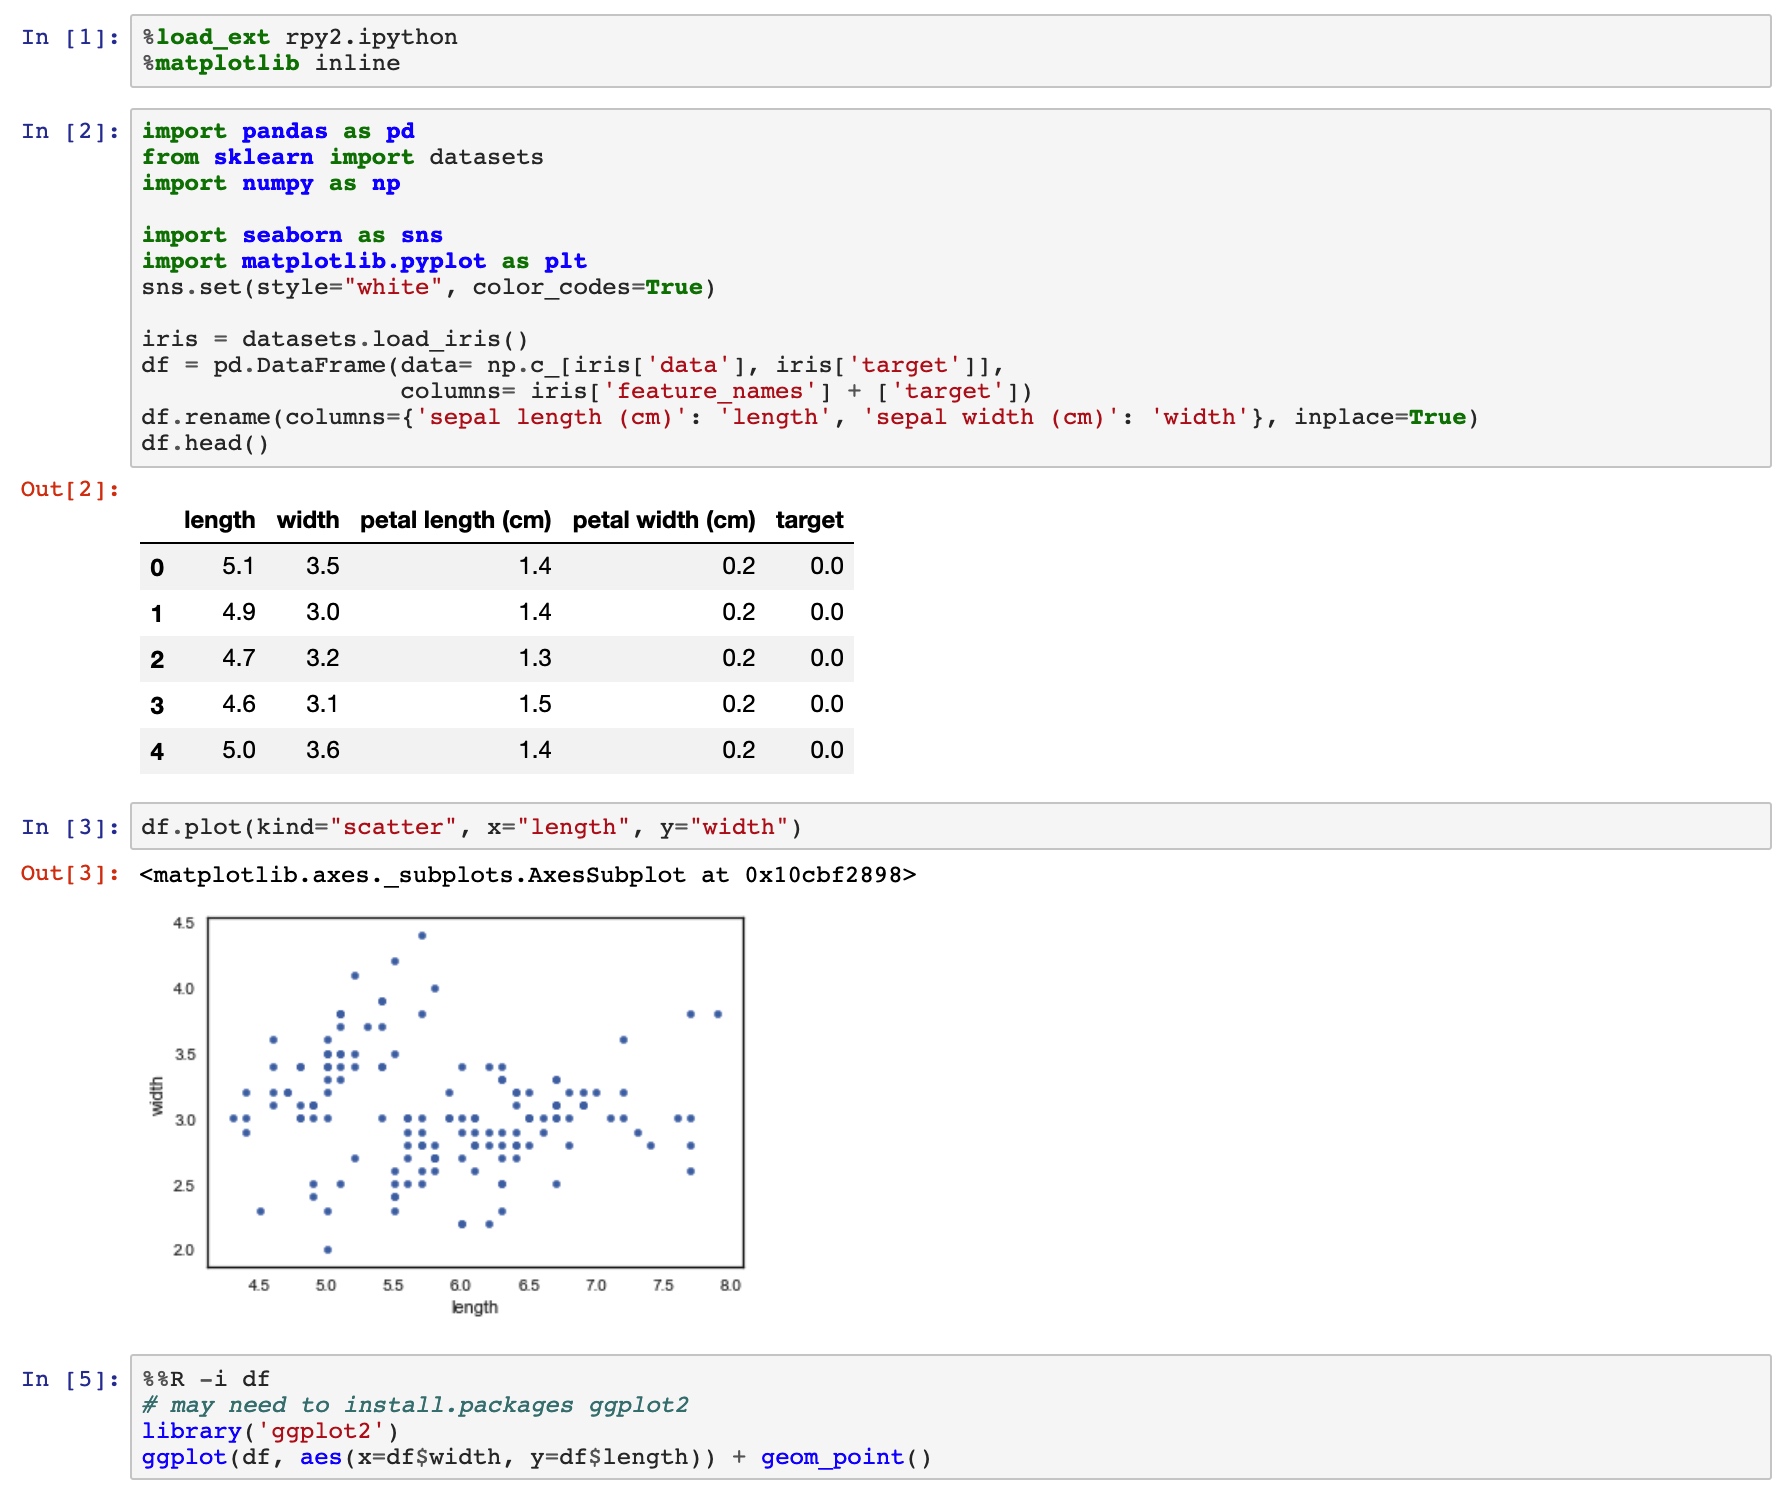 In [1]: %load_ext rpy2.ipython
%matplotlib inline
In [2]: import pandas as pd
from sklearn import datasets
import numpy as np
import seaborn as sns
import matplotlib.pyplot as plt
sns.set(style="white", color_codes=True)
iris = datasets.load_iris()
df = pd.DataFrame(data= np.c_[iris['data'], iris['target']],
columns= iris['feature_names'] + ['target'])
df.rename(columns={'sepal length (cm)': 'length', 'sepal width (cm)': 'width'}, inplace=True)
df.head()
Out[2]:
length width petal length (cm) petal width (cm) target
0 5.1 3.5 1.4 0.2 0.0
1 4.9 3.0 1.4 0.2 0.0
2 4.7 3.2 1.3 0.2 0.0
3 4.6 3.1 1.5 0.2 0.0
4 5.0 3.6 1.4 0.2 0.0
In [3]: df.plot(kind="scatter", x="length", y="width")
Out[3]: <matplotlib.axes._subplots.AxesSubplot at 0x10cbf2898>
4.5
4.0
3.5
width
3.0
2.5
2.0
4.5 5.0 5.5 6.0 6.5 7.0 7.5 8.0
length
In [5]: %%R -i df
# may need to install.packages ggplot2
library('ggplot2')
ggplot(df, aes(x=df$width, y=df$length)) + geom_point()